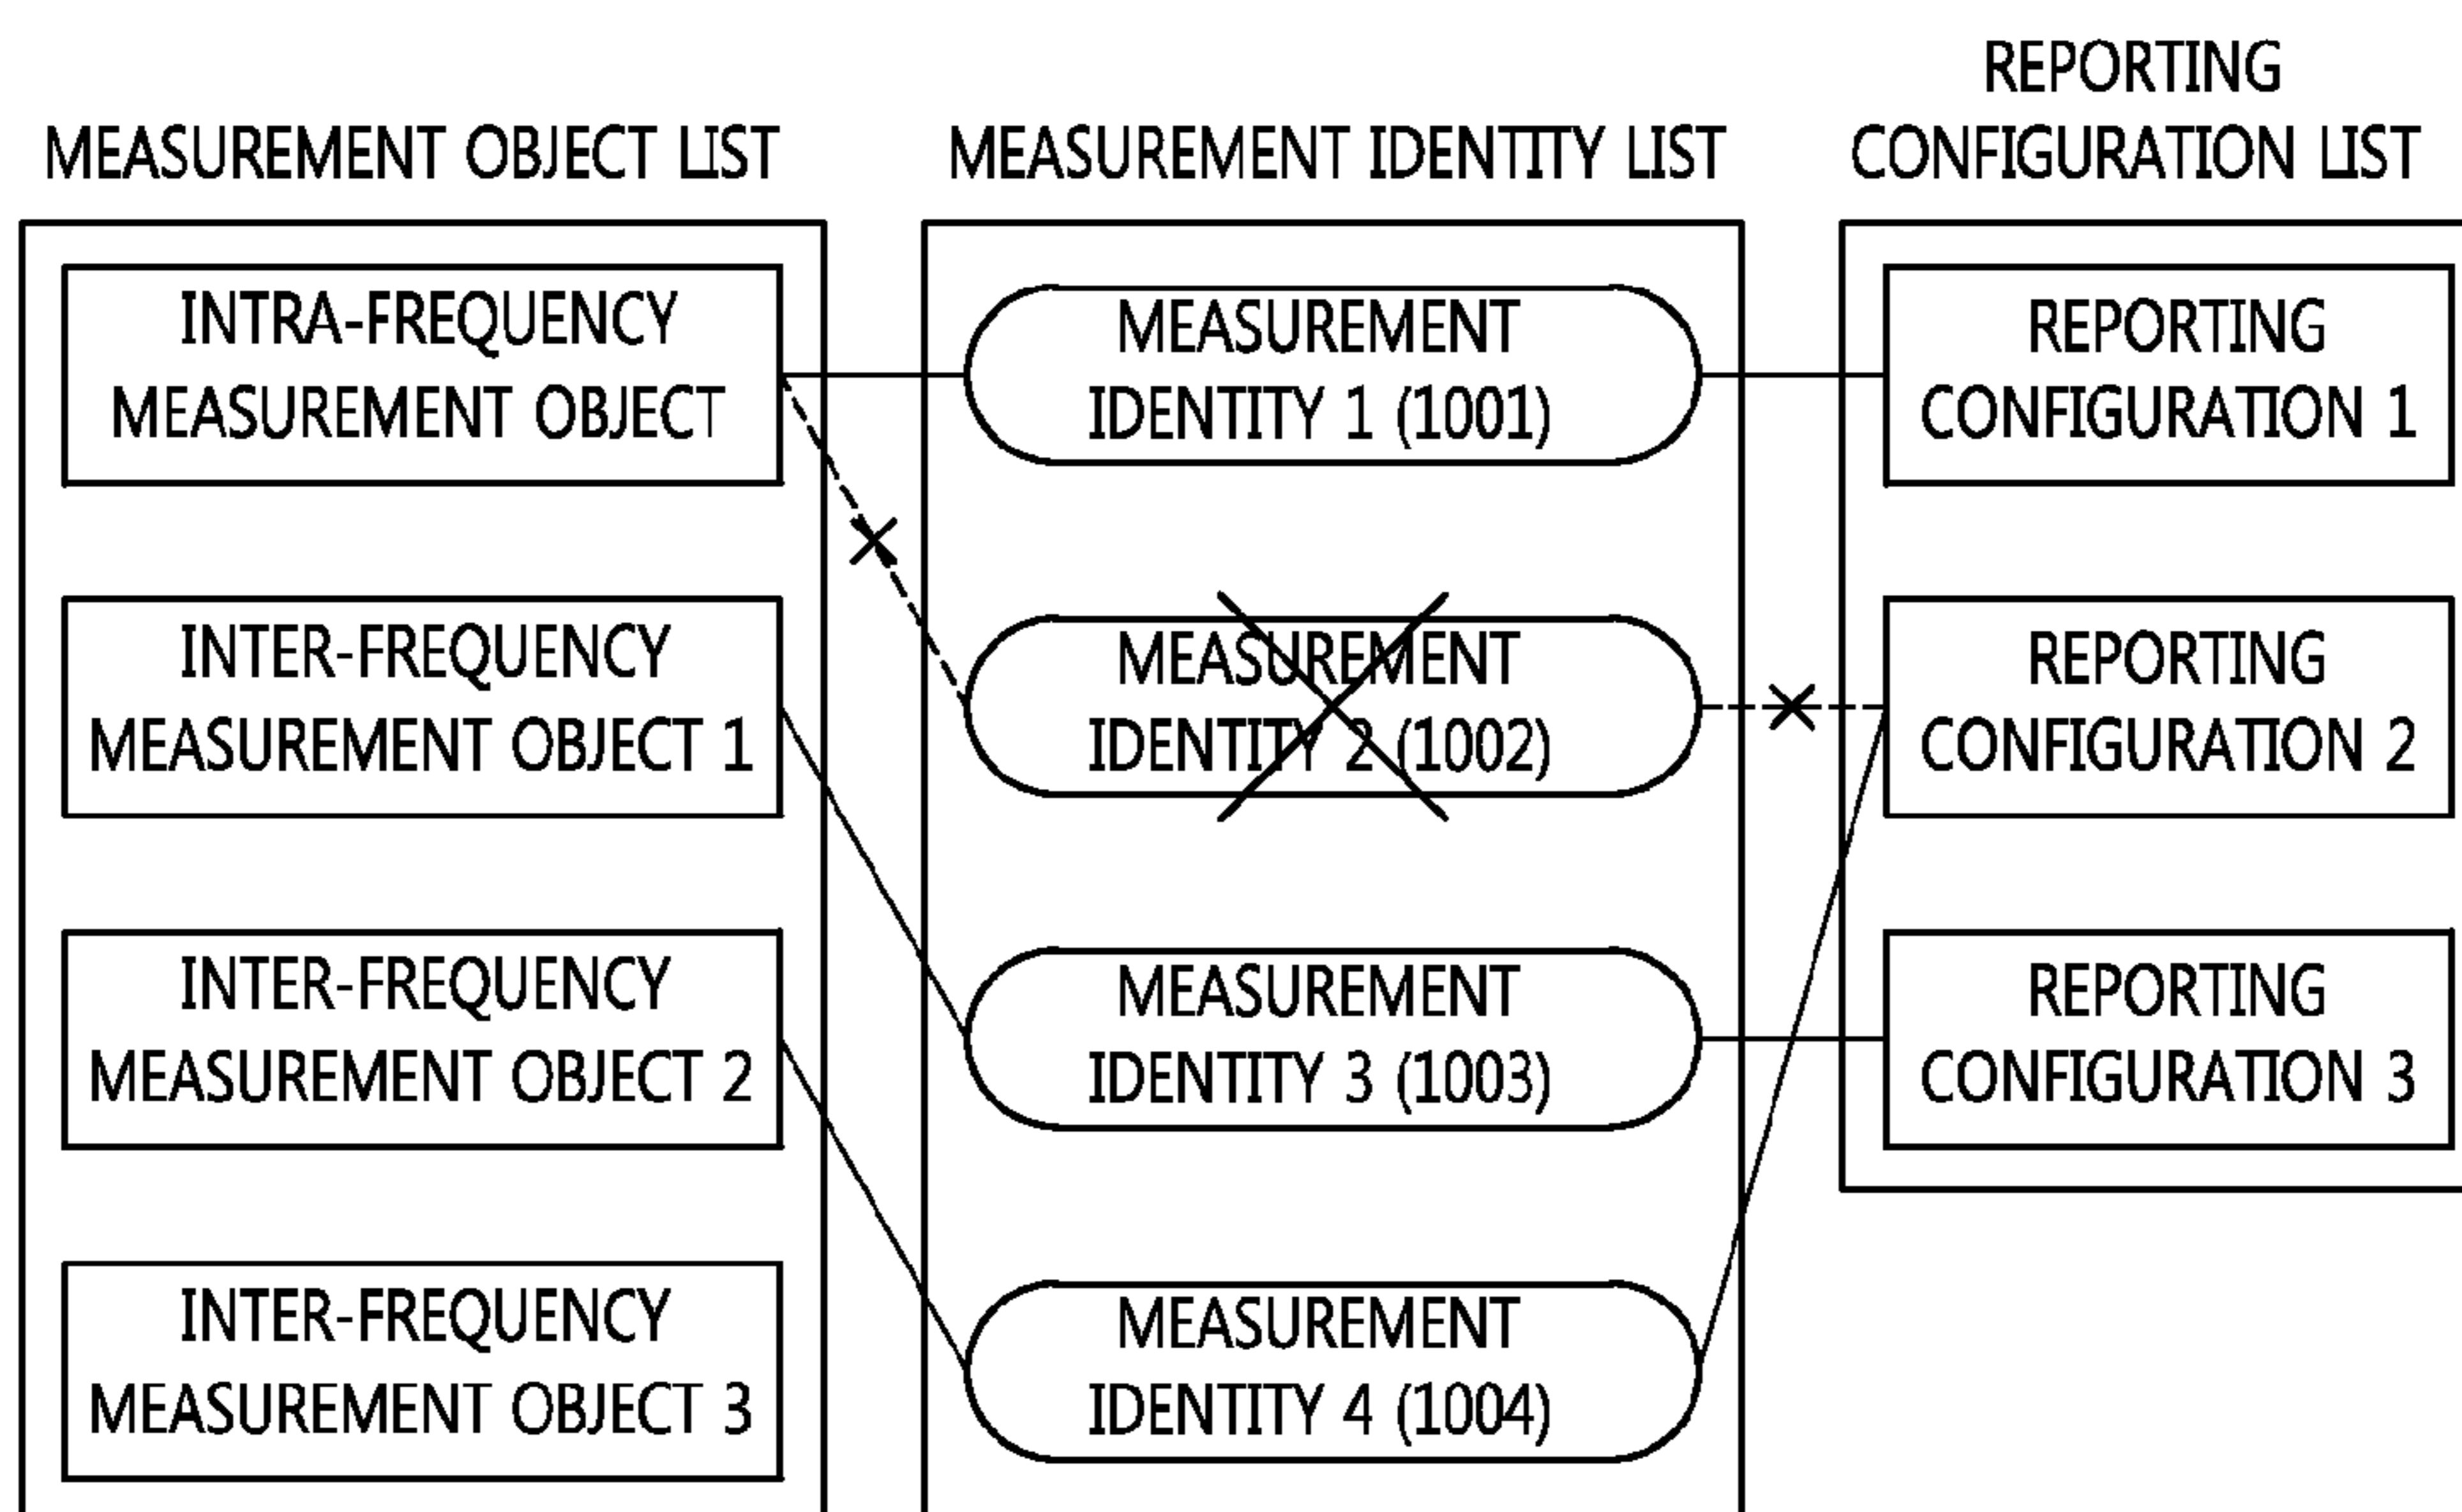 MEASUREMENT OBJECT LIST
INTRA-FREQUENCY
MEASUREMENT OBJECT
INTER-FREQUENCY
MEASUREMENT OBJECT 1
INTER-FREQUENCY
MEASUREMENT OBJECT 2
INTER-FREQUENCY
MEASUREMENT OBJECT 3
MEASUREMENT IDENTITY LIST
MEASUREMENT
IDENTITY 1 (1001)
MEASUREMENT
IDENTITY 2 (1002)
MEASUREMENT
IDENTITY 3 (1003)
MEASUREMENT
IDENTITY 4 (1004)
REPORTING
CONFIGURATION LIST
REPORTING
CONFIGURATION 1
REPORTING
CONFIGURATION 2
REPORTING
CONFIGURATION 3